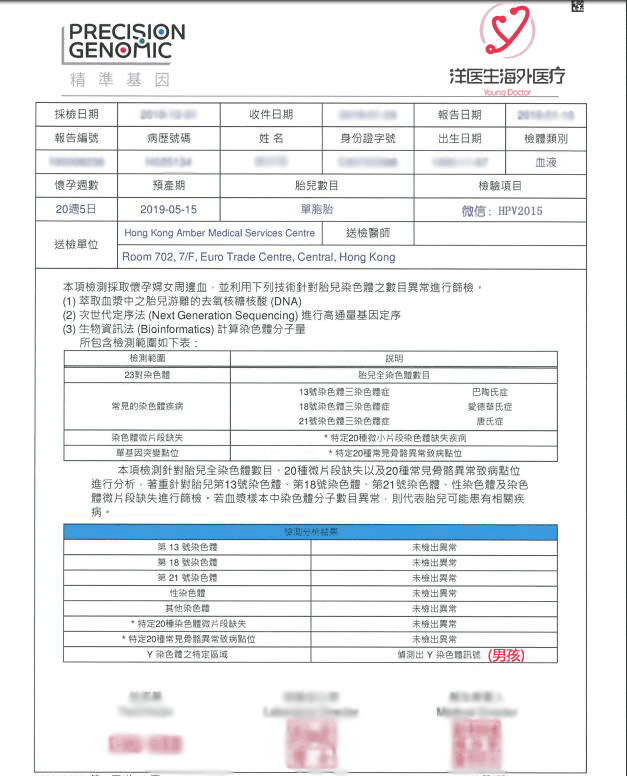 PRECISION
GENOMIC
精準基因
洋医生海外医疗
Young Doctor
採檢日期 收件日期 報告日期
報告編號 病歷號碼 姓名 身份證字號 出生日期 檢體類別
血液
懷孕週數 預產期 胎兒數目 檢驗項目
20週5日 2019-05-15 單胞胎 微信: HPV2015
送檢單位 Hong Kong Amber Medical Services Centre 送檢醫師
Room 702, 7/F, Euro Trade Centre, Central, Hong Kong
本項檢測採取懷孕婦女周邊血，並利用下列技術針對胎兒染色體之數目異常進行篩檢。
(1) 萃取血漿中之胎兒游離的去氧核糖核酸 (DNA)
(2) 次世代定序法 (Next Generation Sequencing) 進行高通量基因定序
(3) 生物資訊法 (Bioinformatics) 計算染色體分子量
所包含檢測範圍如下表：
檢測範圍 說明
23對染色體 胎兒全染色體數目
常見的染色體疾病
13號染色體三染色體症 巴陶氏症
18號染色體三染色體症 愛德華氏症
21號染色體三染色體症 唐氏症
染色體微片段缺失 * 特定20種微小片段染色體缺失疾病
單基因突變點位 * 特定20種常見骨骼異常致病點位
本項檢測針對胎兒全染色體數目、20種微片段缺失以及20種常見骨骼異常致病點位
進行分析，著重針對胎兒第13號染色體、第18號染色體、第21號染色體、性染色體及染色
體微片段缺失進行篩檢。若血漿樣本中染色體分子數目異常，則代表胎兒可能患有相關疾
病。
檢測分析結果
第 13 號染色體 未檢出異常
第 18 號染色體 未檢出異常
第 21 號染色體 未檢出異常
性染色體 未檢出異常
其他染色體 未檢出異常
* 特定20種染色體微片段缺失 未檢出異常
* 特定20種常見骨骼異常致病點位 未檢出異常
Y 染色體之特定區域 偵測出 Y 染色體訊號 (男孩)